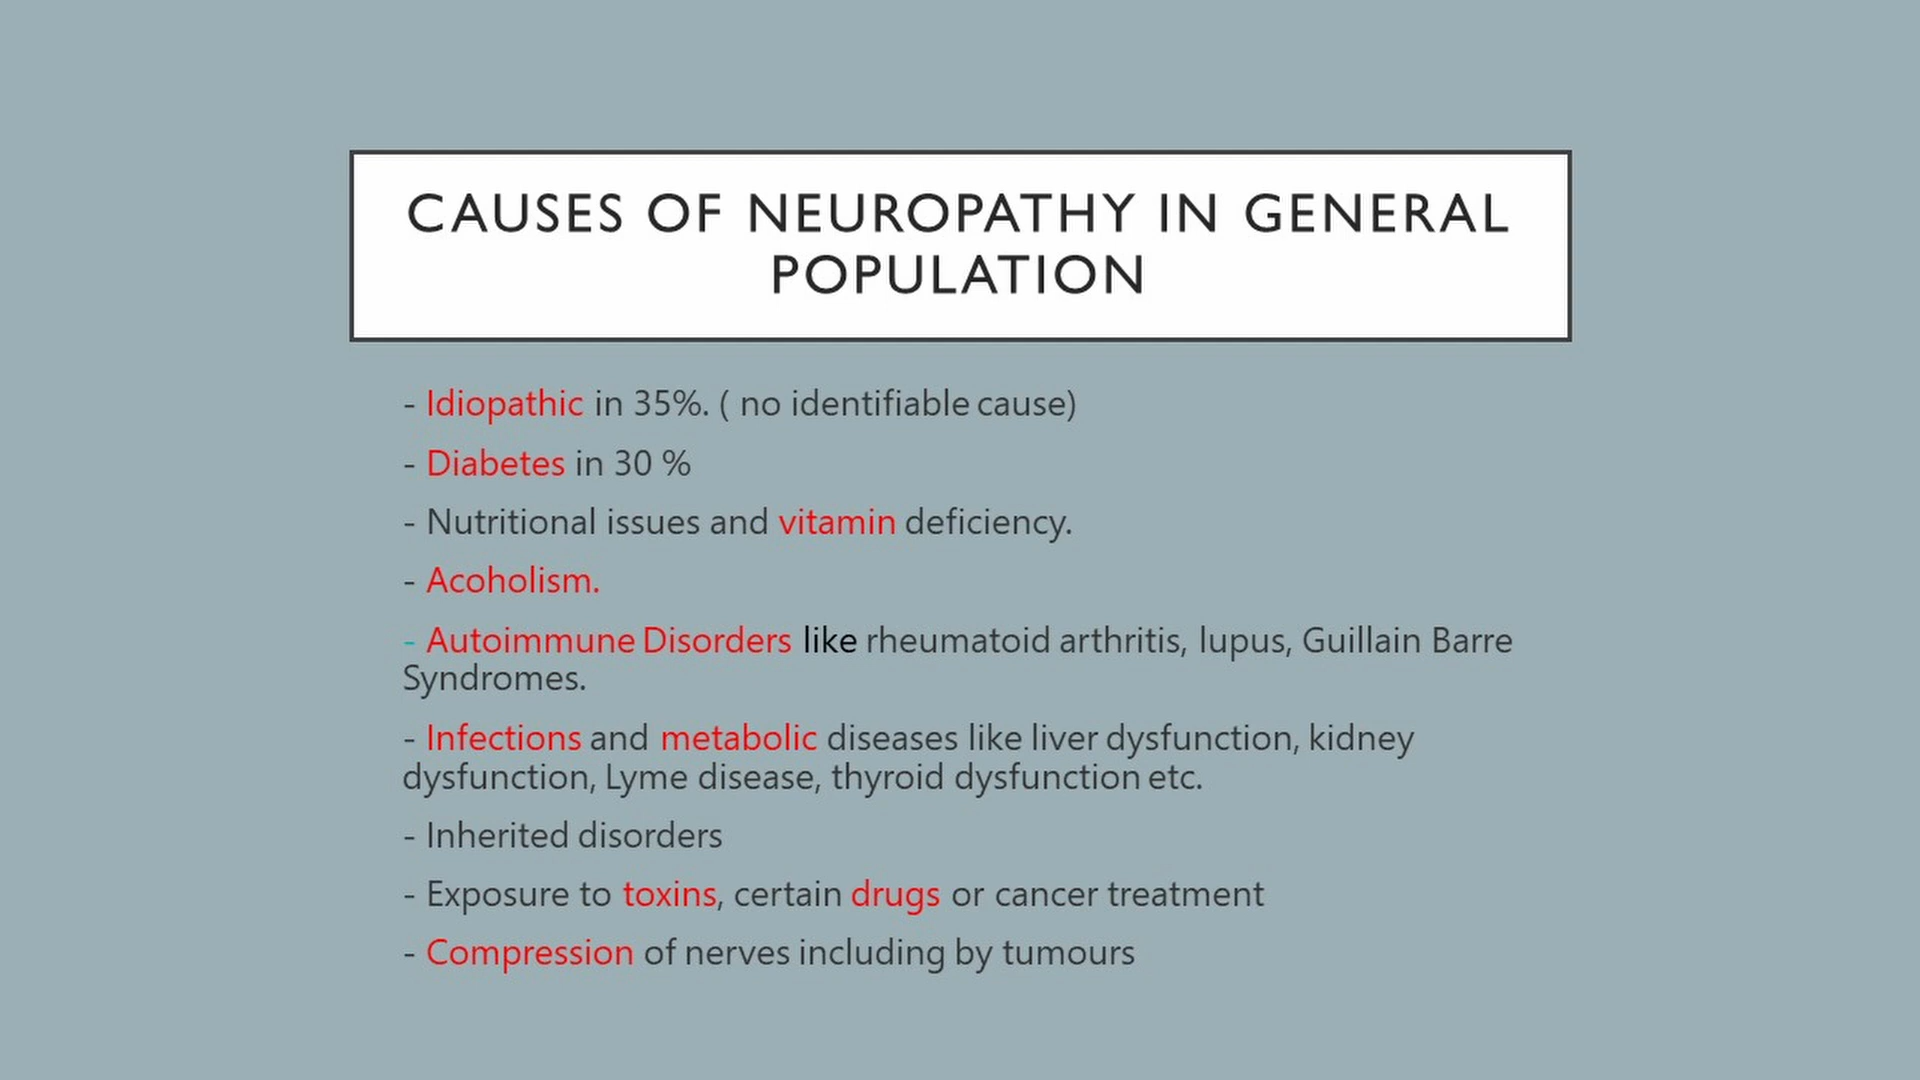 CAUSES OF NEUROPATHY IN GENERAL
POPULATION
- Idiopathic in 35%. ( no identifiable cause)
- Diabetes in 30 %
- Nutritional issues and vitamin deficiency.
- Acoholism.
- Autoimmune Disorders like rheumatoid arthritis, lupus, Guillain Barre
Syndromes.
- Infections and metabolic diseases like liver dysfunction, kidney
dysfunction, Lyme disease, thyroid dysfunction etc.
- Inherited disorders
- Exposure to toxins, certain drugs or cancer treatment
- Compression of nerves including by tumours